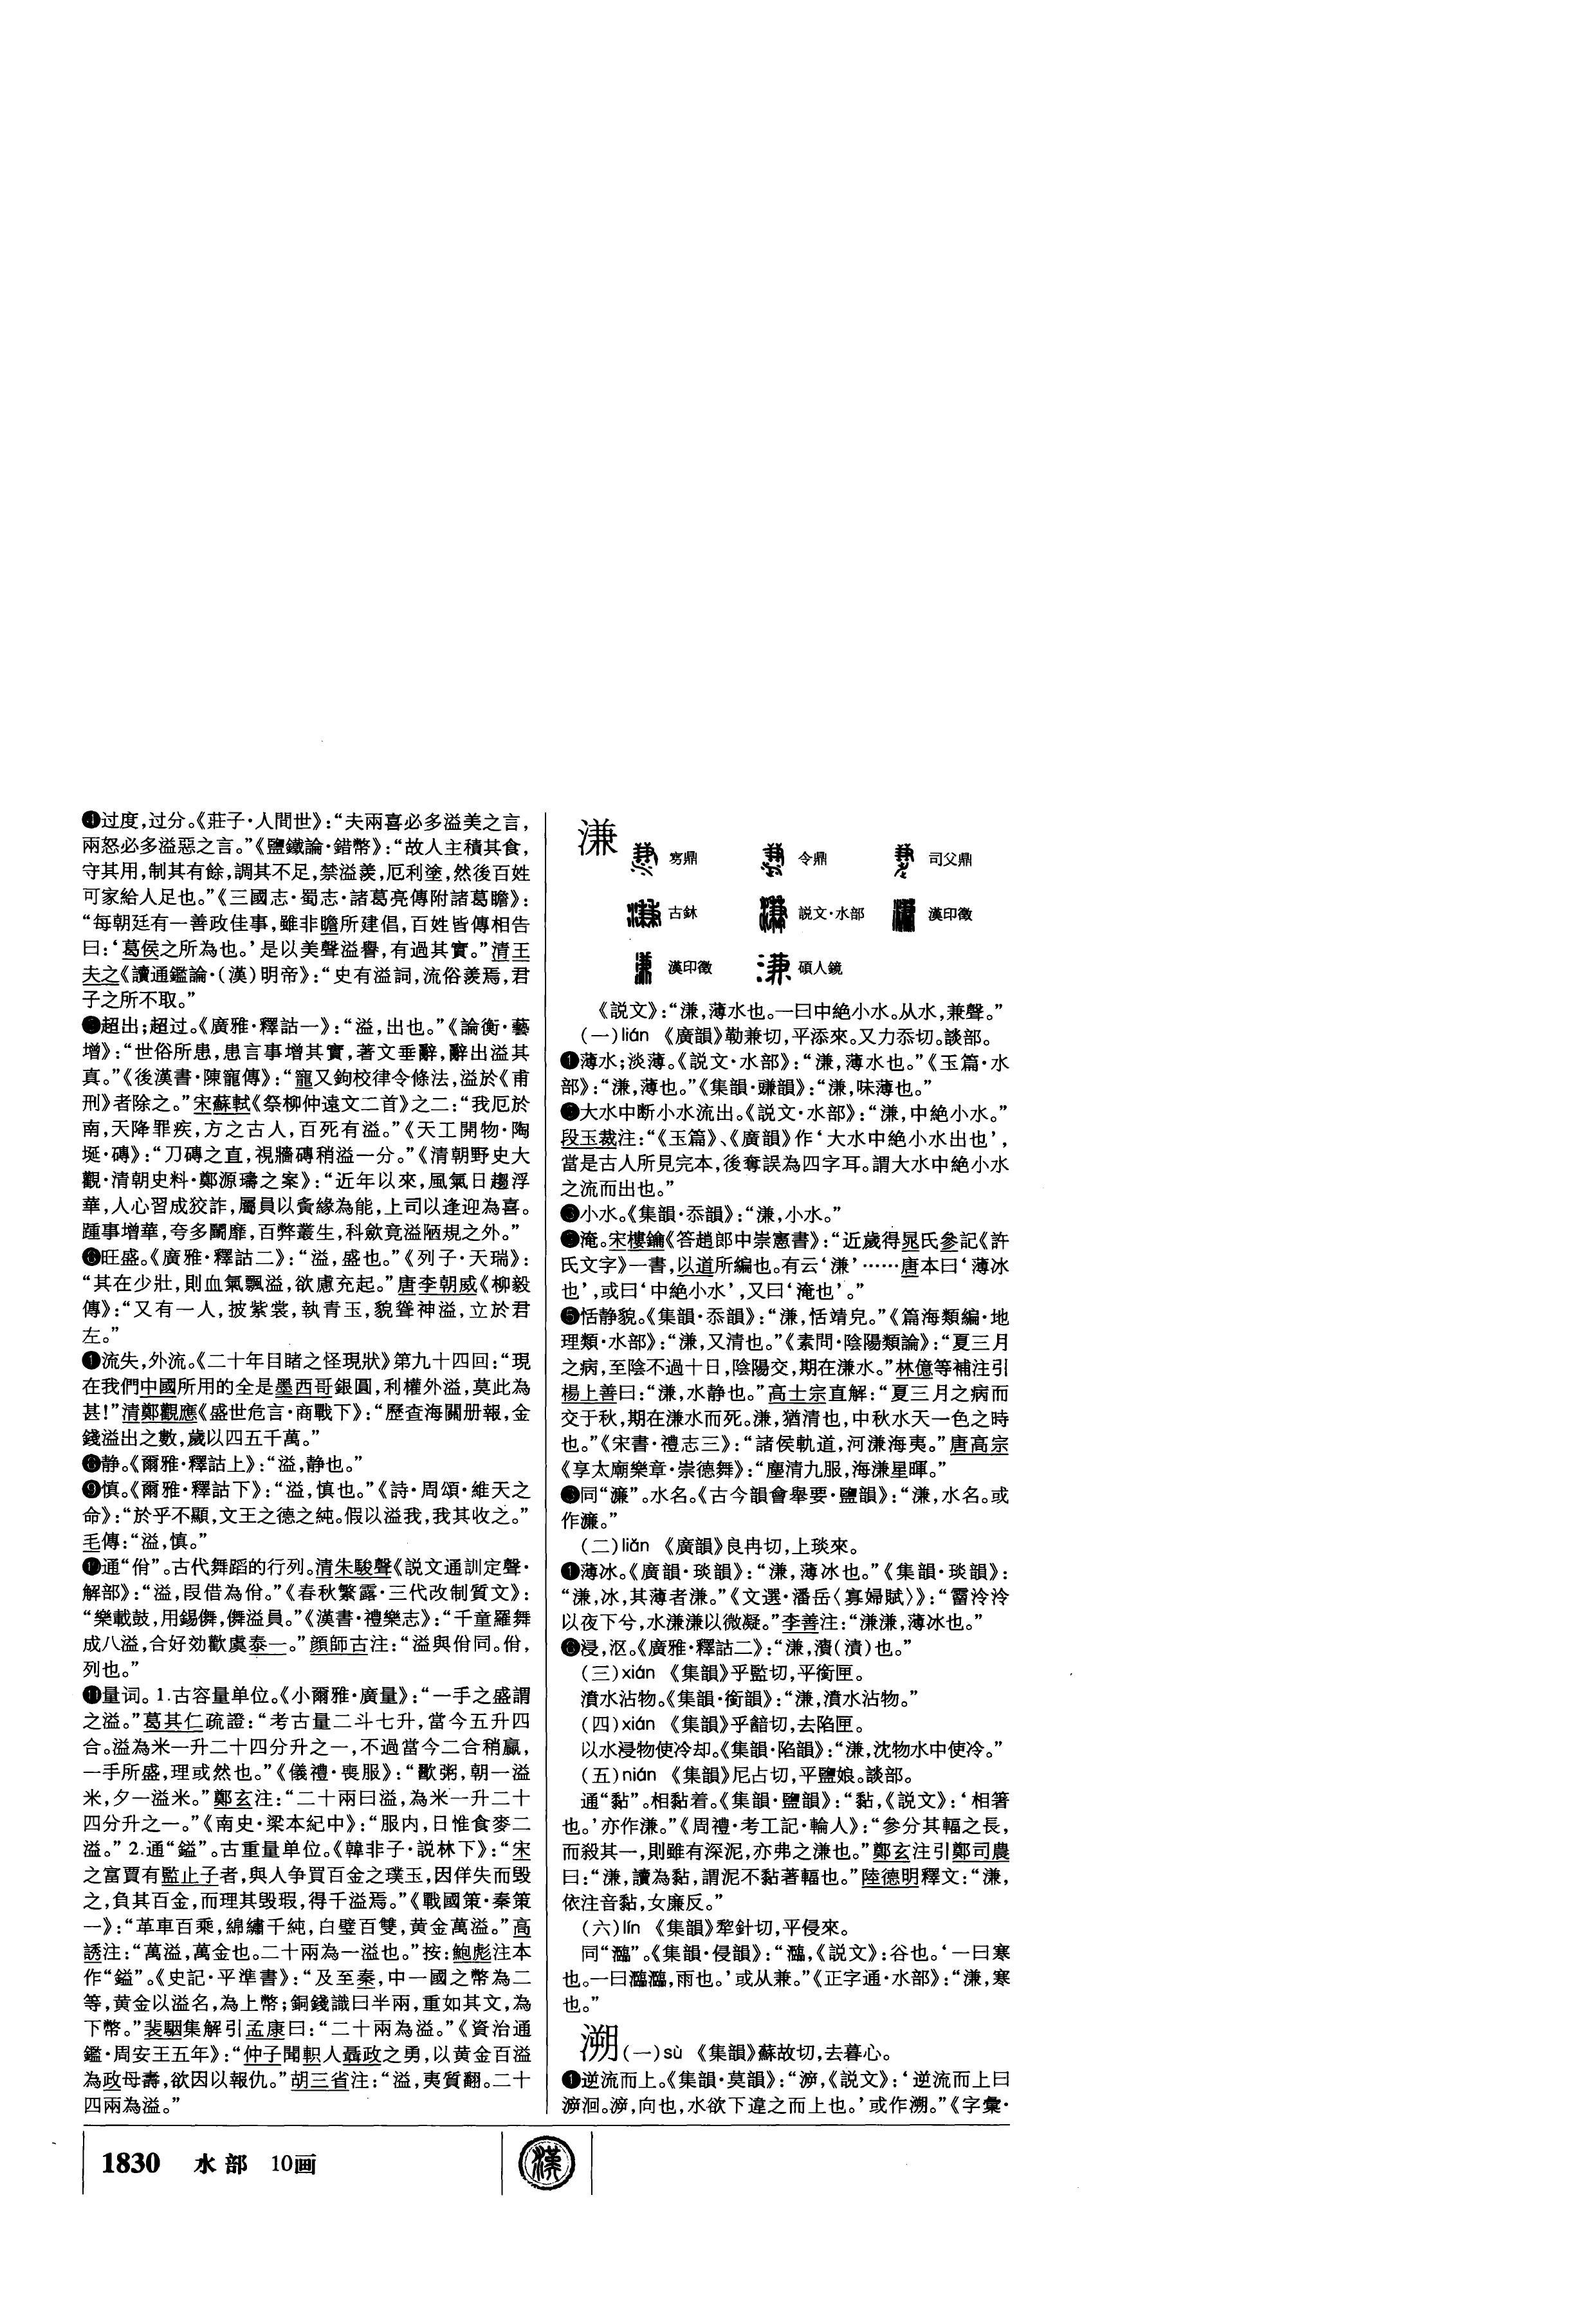 ❹过度,过分。《莊子·人間世》:“夫兩喜必多溢美之言,
兩怒必多溢惡之言。”《鹽鐵論·錯幣》:“故人主積其食,
守其用,制其有餘,調其不足,禁溢羨,厄利塗,然後百姓
可家給人足也。”《三國志·蜀志·諸葛亮傳附諸葛瞻》:
“每朝廷有一善政佳事,雖非瞻所建倡,百姓皆傳相告
曰:‘葛侯之所為也。’是以美聲溢譽,有過其實。”清王
夫之《讀通鑑論·(漢)明帝》:“史有溢詞,流俗羨焉,君
子之所不取。”
❺超出;超过。《廣雅·釋詁一》:“溢,出也。”《論衡·藝
增》:“世俗所患,患言事增其實,著文垂辭,辭出溢其
真。”《後漢書·陳寵傳》:“寵又鉤校律令條法,溢於《甫
刑》者除之。”宋蘇軾《祭柳仲遠文二首》之二:“我厄於
南,天降罪疾,方之古人,百死有溢。”《天工開物·陶
埏·磚》:“刀磚之直,視牆磚稍溢一分。”《清朝野史大
觀·清朝史料·鄭源璹之案》:“近年以來,風氣日趨浮
華,人心習成狡詐,屬員以夤緣為能,上司以逢迎為喜。
踵事增華,夸多鬭靡,百弊叢生,科斂竟溢陋規之外。”
❻旺盛。《廣雅·釋詁二》:“溢,盛也。”《列子·天瑞》:
“其在少壯,則血氣飄溢,欲慮充起。”唐李朝威《柳毅
傳》:“又有一人,披紫裳,執青玉,貌聳神溢,立於君
左。”
❼流失,外流。《二十年目睹之怪現狀》第九十四回:“現
在我們中國所用的全是墨西哥銀圓,利權外溢,莫此為
甚!”清鄭觀應《盛世危言·商戰下》:“歷查海關册報,金
錢溢出之數,歲以四五千萬。”
❽静。《爾雅·釋詁上》:“溢,静也。”
❾慎。《爾雅·釋詁下》:“溢,慎也。”《詩·周頌·維天之
命》:“於乎不顯,文王之德之純。假以溢我,我其收之。”
毛傳:“溢,慎。”
❿通“佾”。古代舞蹈的行列。清朱駿聲《説文通訓定聲·
解部》:“溢,叚借為佾。”《春秋繁露·三代改制質文》:
“樂載鼓,用錫儛,儛溢員。”《漢書·禮樂志》:“千童羅舞
成八溢,合好効歡虞泰一。”顔師古注:“溢與佾同。佾,
列也。”
⓫量词。1.古容量单位。《小爾雅·廣量》:“一手之盛謂
之溢。”葛其仁疏證:“考古量二斗七升,當今五升四
合。溢為米一升二十四分升之一,不過當今二合稍贏,
一手所盛,理或然也。”《儀禮·喪服》:“歠粥,朝一溢
米,夕一溢米。”鄭玄注:“二十兩曰溢,為米一升二十
四分升之一。”《南史·梁本紀中》:“服内,日惟食麥二
溢。”2.通“鎰”。古重量单位。《韓非子·説林下》:“宋
之富賈有監止子者,與人争買百金之璞玉,因佯失而毁
之,負其百金,而理其毁瑕,得千溢焉。”《戰國策·秦策
一》:“革車百乘,綿繡千純,白璧百雙,黄金萬溢。”高
誘注:“萬溢,萬金也。二十兩為一溢也。”按:鮑彪注本
作“鎰”。《史記·平準書》:“及至秦,中一國之幣為二
等,黄金以溢名,為上幣;銅錢識曰半兩,重如其文,為
下幣。”裴駰集解引孟康曰:“二十兩為溢。”《資治通
鑑·周安王五年》:“仲子聞軹人聶政之勇,以黄金百溢
為政母壽,欲因以報仇。”胡三省注:“溢,夷質翻。二十
四兩為溢。”
溓
㝨鼎 令鼎 司父鼎
古鉢 説文·水部 漢印徵
漢印徵 碩人鏡
《説文》:“溓,薄水也。一曰中絶小水。从水,兼聲。”
(一)lián 《廣韻》勒兼切,平添來。又力忝切。談部。
❶薄水;淡薄。《説文·水部》:“溓,薄水也。”《玉篇·水
部》:“溓,薄也。”《集韻·豏韻》:“溓,味薄也。”
❷大水中断小水流出。《説文·水部》:“溓,中絶小水。”
段玉裁注:“《玉篇》、《廣韻》作‘大水中絶小水出也’,
當是古人所見完本,後奪誤為四字耳。謂大水中絶小水
之流而出也。”
❸小水。《集韻·忝韻》:“溓,小水。”
❹淹。宋樓鑰《答趙郎中崇憲書》:“近歲得晁氏參記《許
氏文字》一書,以道所編也。有云‘溓’……唐本曰‘薄冰
也’,或曰‘中絶小水’,又曰‘淹也’。”
❺恬静貌。《集韻·忝韻》:“溓,恬靖皃。”《篇海類編·地
理類·水部》:“溓,又清也。”《素問·陰陽類論》:“夏三月
之病,至陰不過十日,陰陽交,期在溓水。”林億等補注引
楊上善曰:“溓,水静也。”高士宗直解:“夏三月之病而
交于秋,期在溓水而死。溓,猶清也,中秋水天一色之時
也。”《宋書·禮志三》:“諸侯軌道,河溓海夷。”唐高宗
《享太廟樂章·崇德舞》:“塵清九服,海溓星暉。”
❻同“濂”。水名。《古今韻會舉要·鹽韻》:“溓,水名。或
作濂。”
(二)liǎn 《廣韻》良冉切,上琰來。
❶薄冰。《廣韻·琰韻》:“溓,薄冰也。”《集韻·琰韻》:
“溓,冰,其薄者溓。”《文選·潘岳〈寡婦賦〉》:“霤泠泠
以夜下兮,水溓溓以微凝。”李善注:“溓溓,薄冰也。”
❷浸,沤。《廣雅·釋詁二》:“溓,濆(漬)也。”
(三)xián 《集韻》乎監切,平銜匣。
濆水沾物。《集韻·銜韻》:“溓,濆水沾物。”
(四)xián 《集韻》乎韽切,去陷匣。
以水浸物使冷却。《集韻·陷韻》:“溓,沈物水中使冷。”
(五)nián 《集韻》尼占切,平鹽娘。談部。
通“黏”。相黏着。《集韻·鹽韻》:“黏,《説文》:‘相箸
也。’亦作溓。”《周禮·考工記·輪人》:“參分其輻之長,
而殺其一,則雖有深泥,亦弗之溓也。”鄭玄注引鄭司農
曰:“溓,讀為黏,謂泥不黏著輻也。”陸德明釋文:“溓,
依注音黏,女廉反。”
(六)lín 《集韻》犂針切,平侵來。
同“瀶”。《集韻·侵韻》:“瀶,《説文》:谷也。‘一曰寒
也。一曰瀶瀶,雨也。’或从兼。”《正字通·水部》:“溓,寒
也。”
溯(一)sù 《集韻》蘇故切,去暮心。
❶逆流而上。《集韻·莫韻》:“㴑,《説文》:‘逆流而上曰
㴑洄。㴑,向也,水欲下違之而上也。’或作溯。”《字彙·
1830 水部 10画
漢